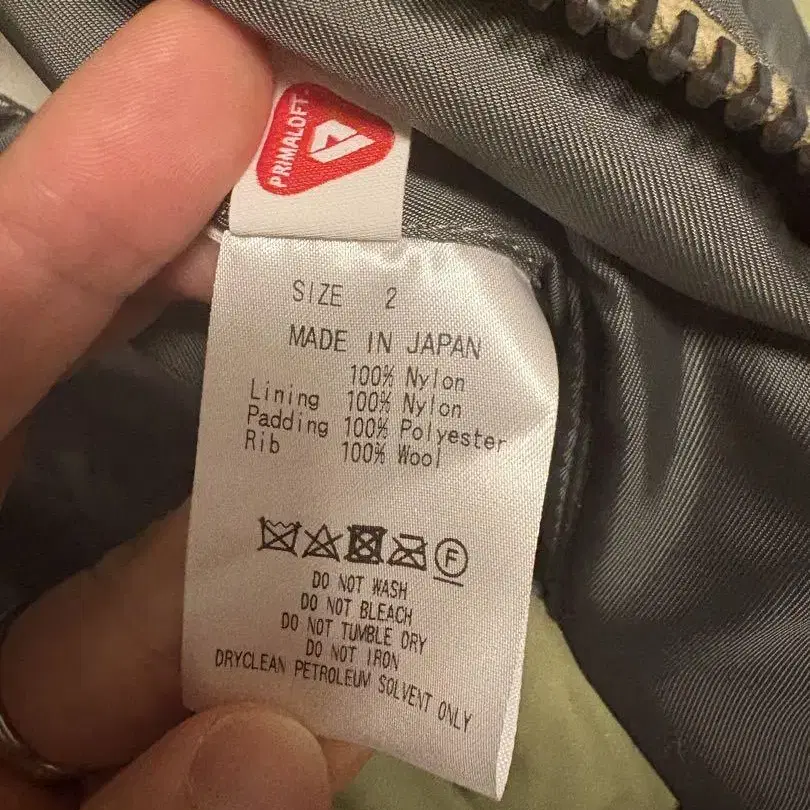 PRIMALOFT
SIZE 2
MADE IN JAPAN
100% Nylon
Lining 100% Nylon
Padding 100% Polyester
Rib 100% Wool
F
DO NOT WASH
DO NOT BLEACH
DO NOT TUMBLE DRY
DO NOT IRON
DRYCLEAN PETROLEUM SOLVENT ONLY